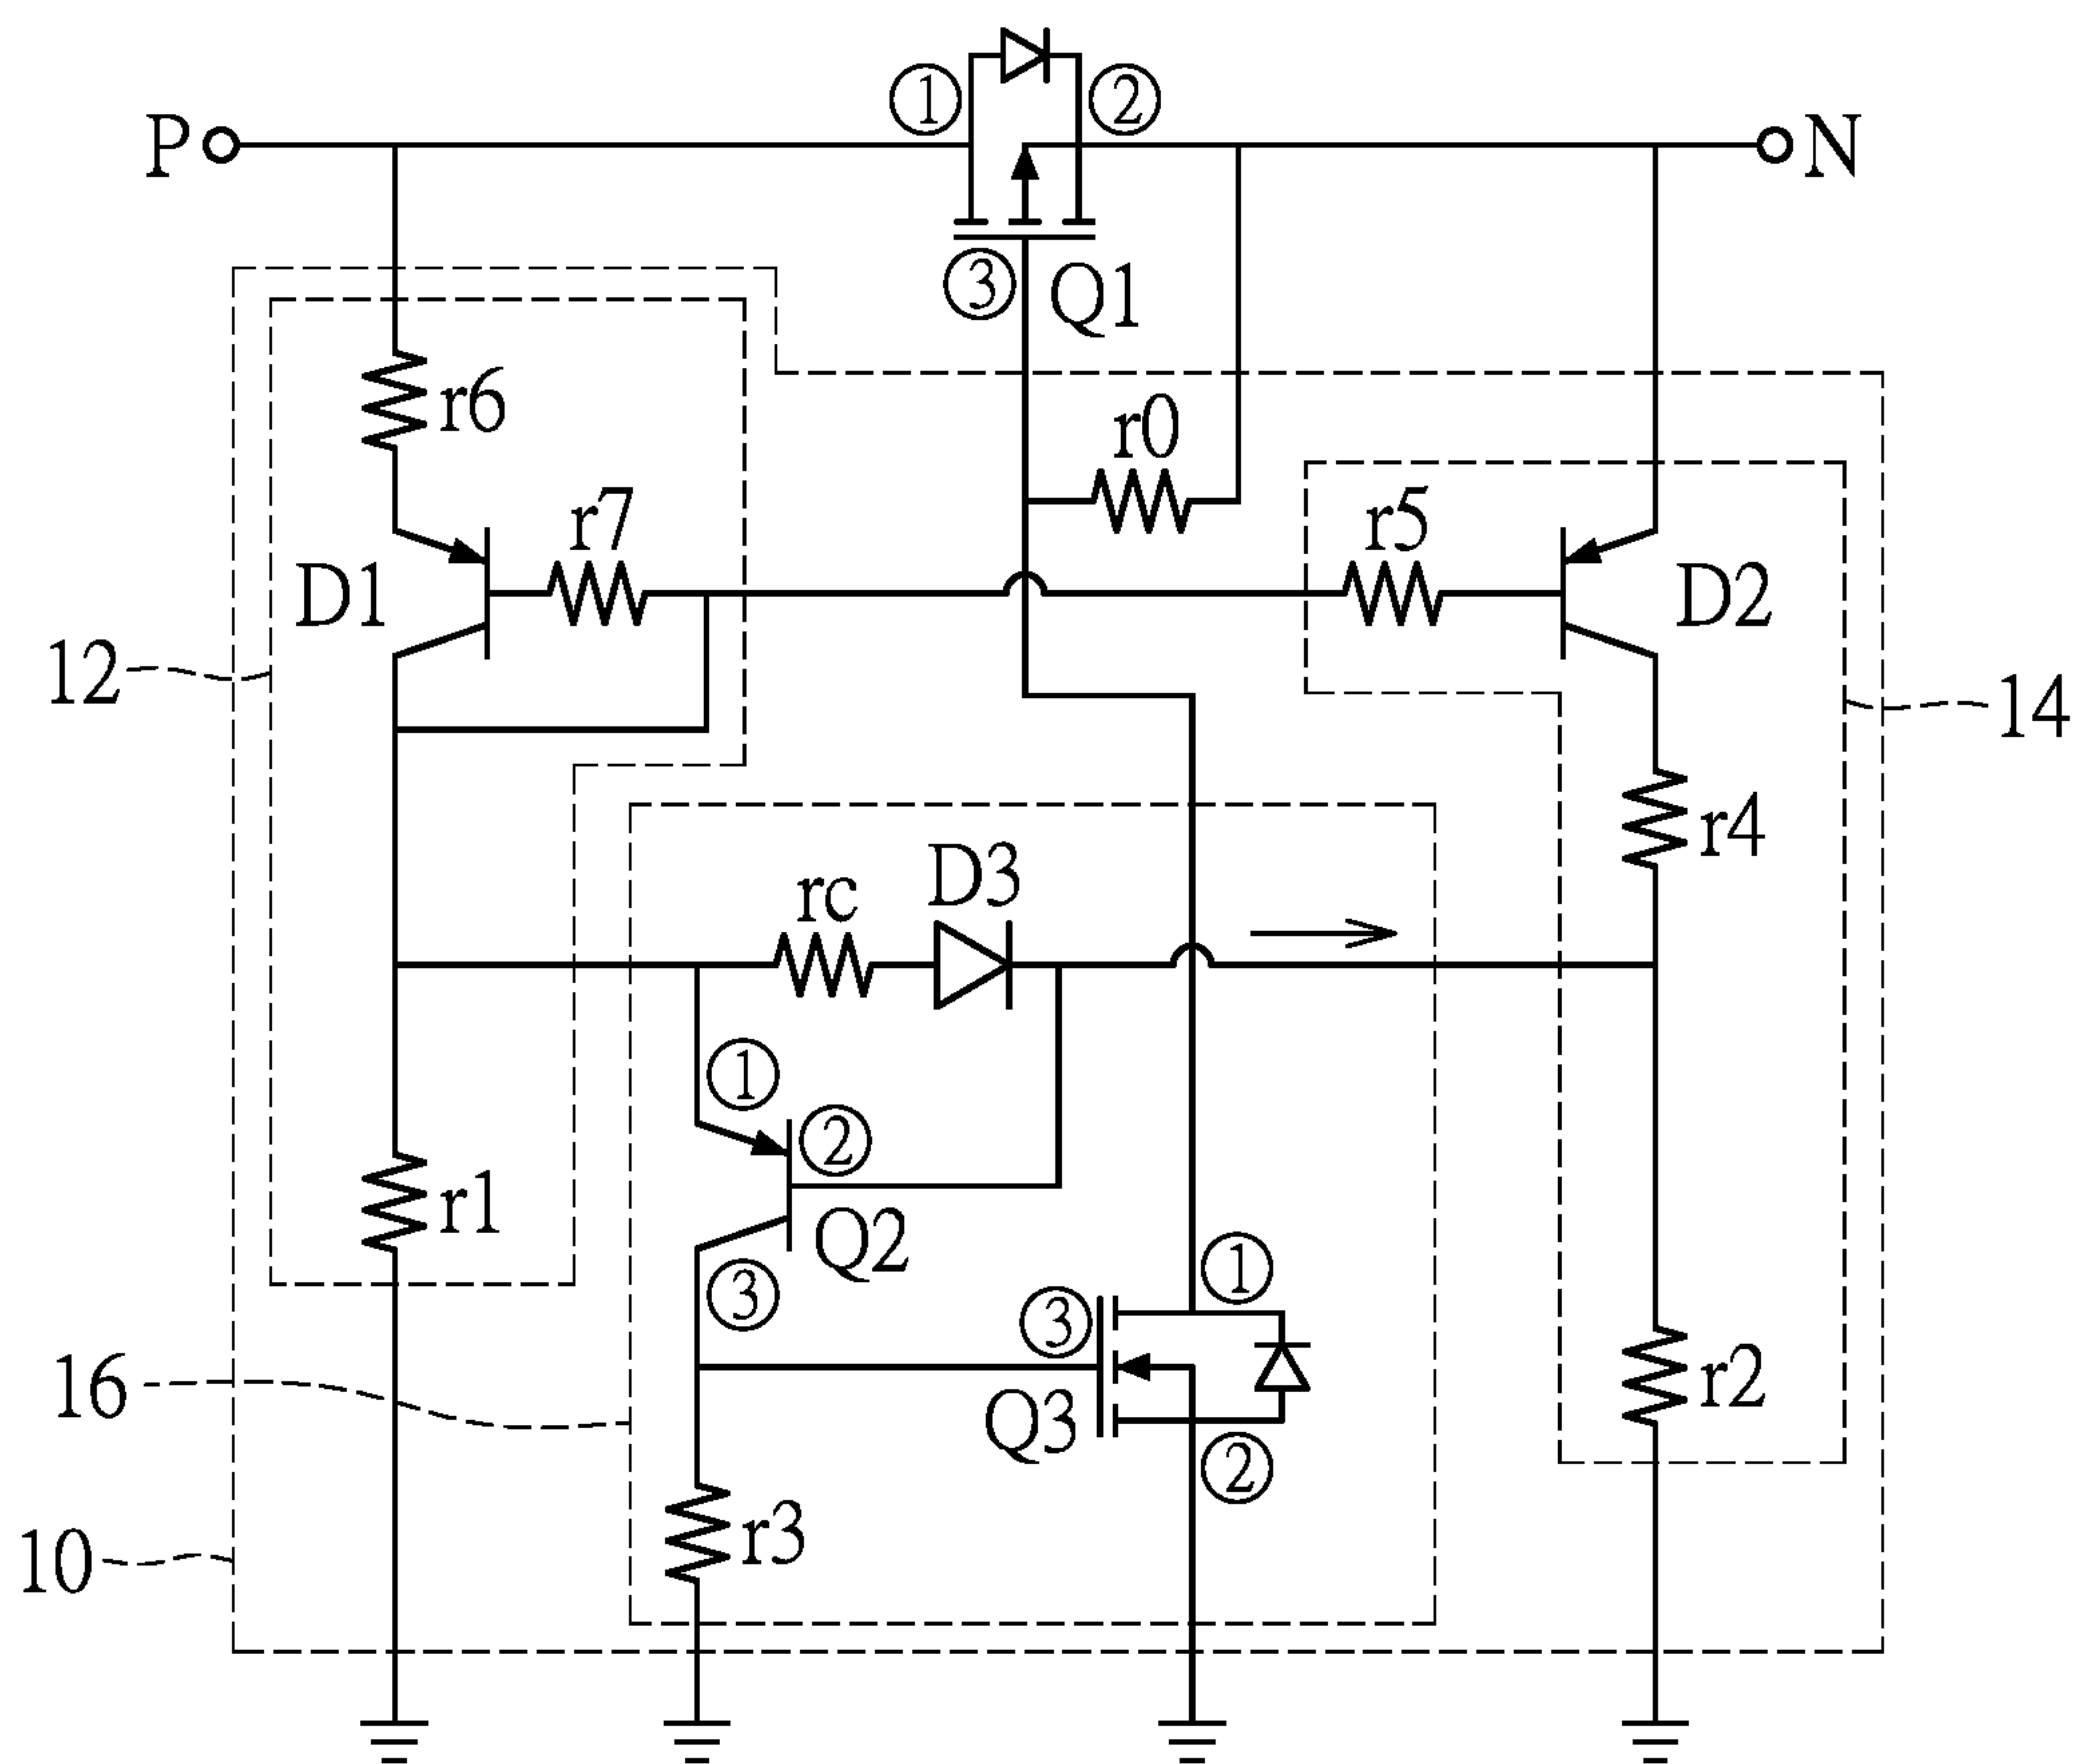 ① ②
P N
③ Q1
r6 r0
r7 r5
D1 D2
12 14
r4
rc D3
①
②
r1 Q2
③ ①
③
16 Q3 r2
②
r3
10